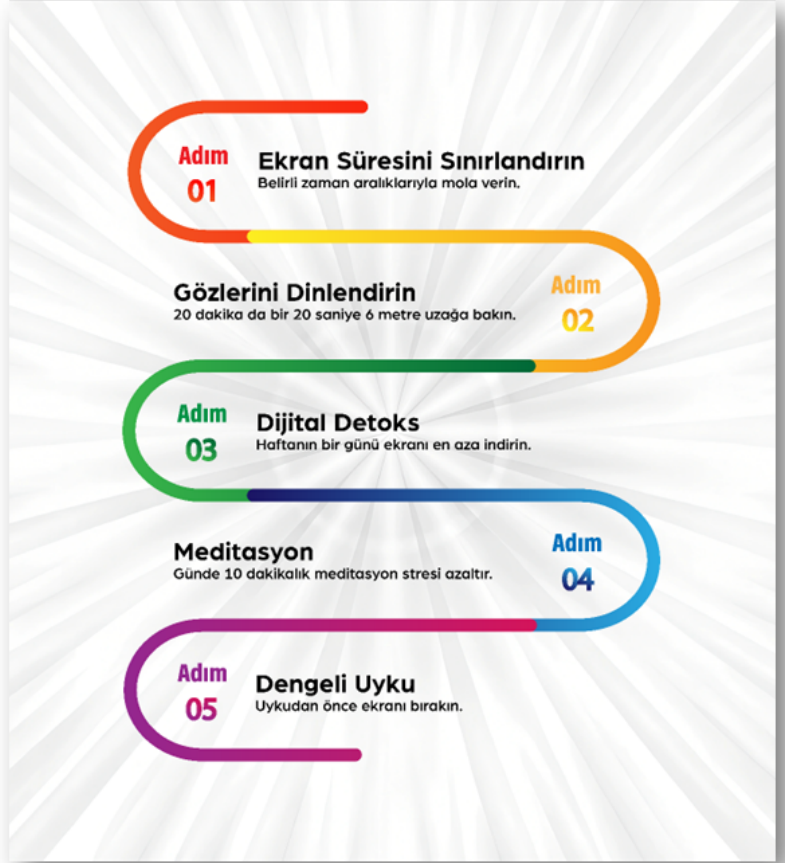 Adım
01
Ekran Süresini Sınırlandırın
Belirli zaman aralıklarıyla mola verin.
Gözlerini Dinlendirin
20 dakika da bir 20 saniye 6 metre uzağa bakın.
Adım
02
Adım
03
Dijital Detoks
Haftanın bir günü ekranı en aza indirin.
Meditasyon
Günde 10 dakikalık meditasyon stresi azaltır.
Adım
04
Adım
05
Dengeli Uyku
Uykudan önce ekranı bırakın.